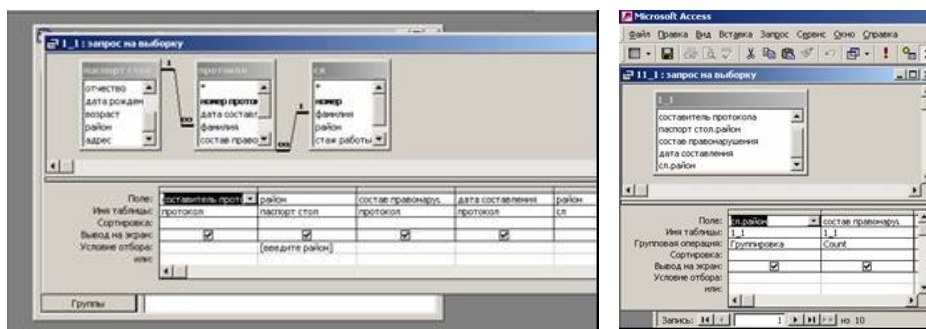 1_1 : запрос на выборку
паспорт стол
отчество
дата рожден
возраст
район
адрес
1
∞
протокол
*
номер проток
дата составл
фамилия
состав право
1
∞
сл
*
номер
фамилия
район
стаж работы
Поле: составитель прото район состав правонаруш дата составления район
Имя таблицы: протокол паспорт стол протокол протокол сл
Сортировка:
Вывод на экран:
Условие отбора: [введите район]
или:
Группы
Microsoft Access
Файл Правка Вид Вставка Запрос Сервис Окно Справка
11_1 : запрос на выборку
1_1
составитель протокола
паспорт стол.район
состав правонарушения
дата составления
сл.район
Поле: сл.район состав правонаруш
Имя таблицы: 1_1 1_1
Групповая операция: Группировка Count
Сортировка:
Вывод на экран:
Условие отбора:
или:
Запись: 1 из 10